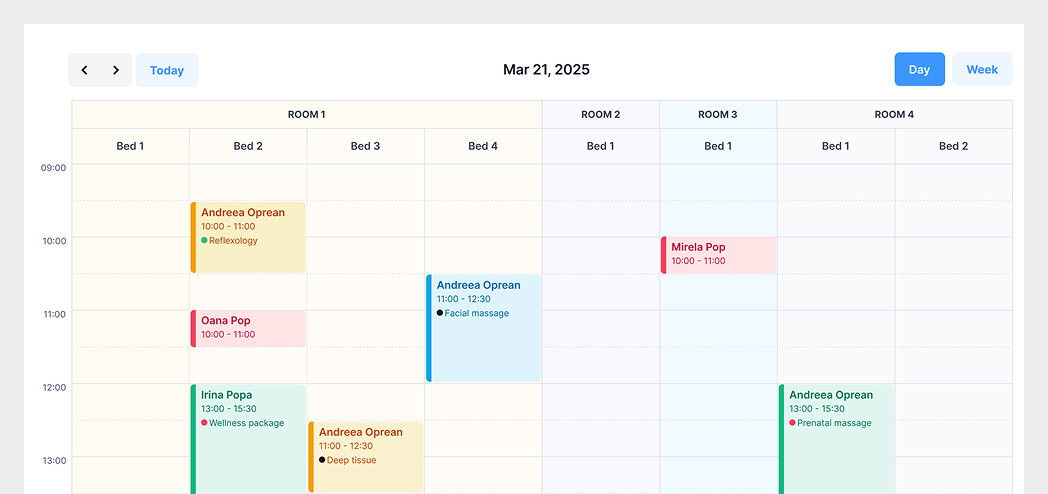 Today
Mar 21, 2025
Day
Week
ROOM 1
ROOM 2
ROOM 3
ROOM 4
Bed 1
Bed 2
Bed 3
Bed 4
Bed 1
Bed 1
Bed 1
Bed 2
09:00
Andreea Oprean
10:00 - 11:00
Reflexology
10:00
Mirela Pop
10:00 - 11:00
Andreea Oprean
11:00 - 12:30
Facial massage
11:00
Oana Pop
10:00 - 11:00
12:00
Irina Popa
13:00 - 15:30
Wellness package
Andreea Oprean
13:00 - 15:30
Prenatal massage
Andreea Oprean
11:00 - 12:30
Deep tissue
13:00